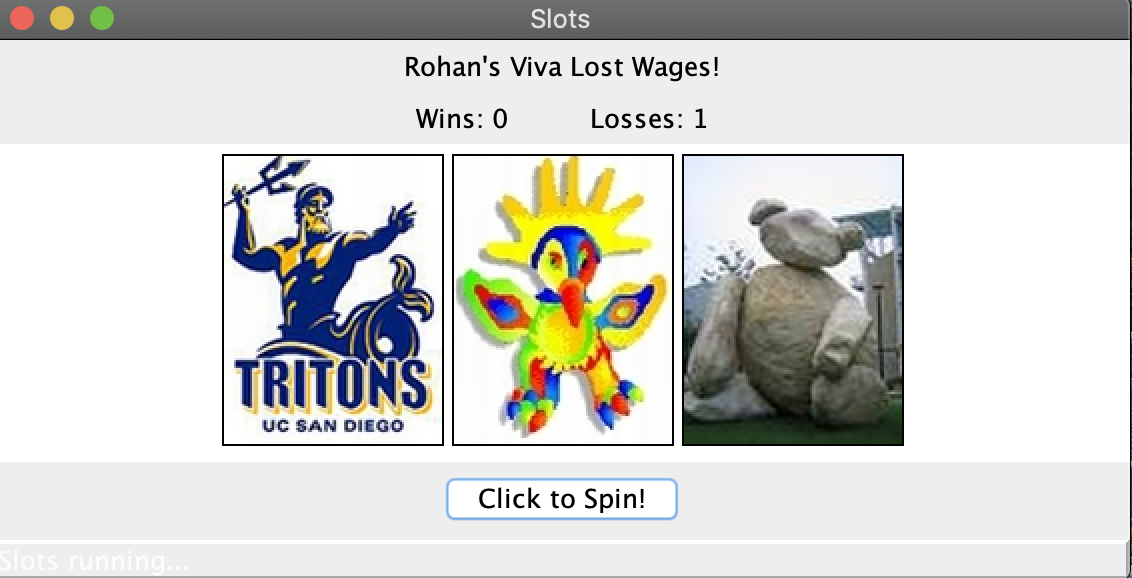 Slots
Rohan's Viva Lost Wages!
Wins: 0 Losses: 1
TRITONS
UC SAN DIEGO
Click to Spin!
Slots running...